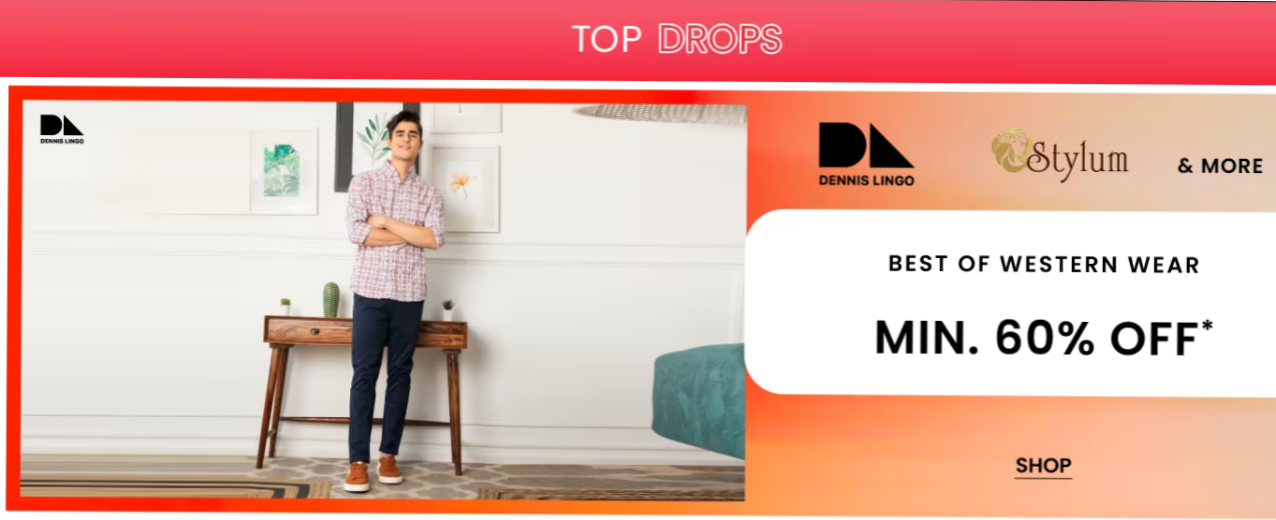 TOP DROPS
DENNIS LINGO
DENNIS LINGO
Stylum
& MORE
BEST OF WESTERN WEAR
MIN. 60% OFF*
SHOP